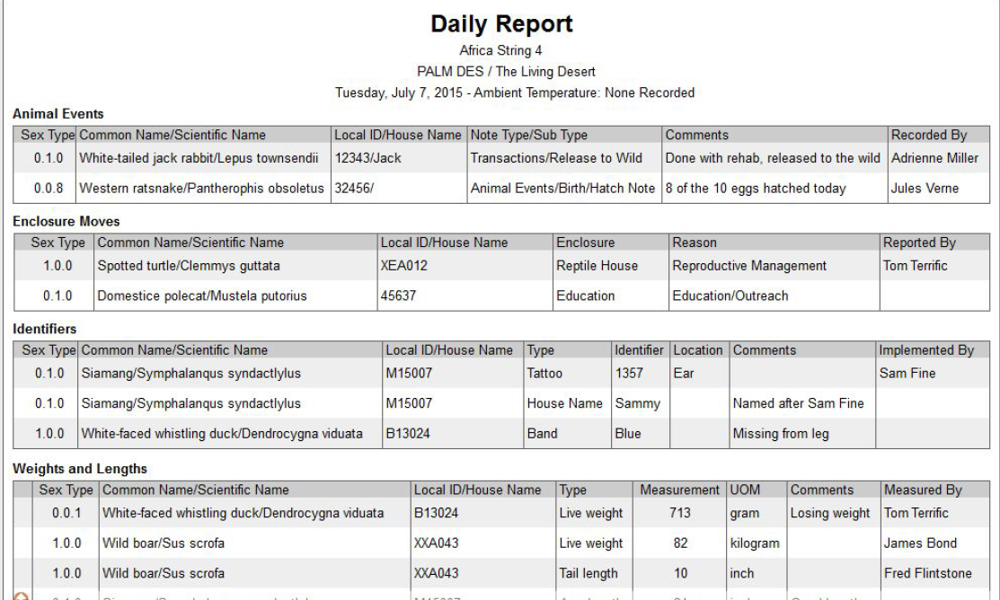 Daily Report
Africa String 4
PALM DES / The Living Desert
Tuesday, July 7, 2015 - Ambient Temperature: None Recorded
Animal Events
Sex Type Common Name/Scientific Name Local ID/House Name Note Type/Sub Type Comments Recorded By
0.1.0 White-tailed jack rabbit/Lepus townsendii 12343/Jack Transactions/Release to Wild Done with rehab, released to the wild Adrienne Miller
0.0.8 Western ratsnake/Pantherophis obsoletus 32456/ Animal Events/Birth/Hatch Note 8 of the 10 eggs hatched today Jules Verne
Enclosure Moves
Sex Type Common Name/Scientific Name Local ID/House Name Enclosure Reason Reported By
1.0.0 Spotted turtle/Clemmys guttata XEA012 Reptile House Reproductive Management Tom Terrific
0.1.0 Domestice polecat/Mustela putorius 45637 Education Education/Outreach
Identifiers
Sex Type Common Name/Scientific Name Local ID/House Name Type Identifier Location Comments Implemented By
0.1.0 Siamang/Symphalanqus syndactlylus M15007 Tattoo 1357 Ear Sam Fine
0.1.0 Siamang/Symphalanqus syndactlylus M15007 House Name Sammy Named after Sam Fine
1.0.0 White-faced whistling duck/Dendrocygna viduata B13024 Band Blue Missing from leg
Weights and Lengths
Sex Type Common Name/Scientific Name Local ID/House Name Type Measurement UOM Comments Measured By
0.0.1 White-faced whistling duck/Dendrocygna viduata B13024 Live weight 713 gram Losing weight Tom Terrific
1.0.0 Wild boar/Sus scrofa XXA043 Live weight 82 kilogram James Bond
1.0.0 Wild boar/Sus scrofa XXA043 Tail length 10 inch Fred Flintstone